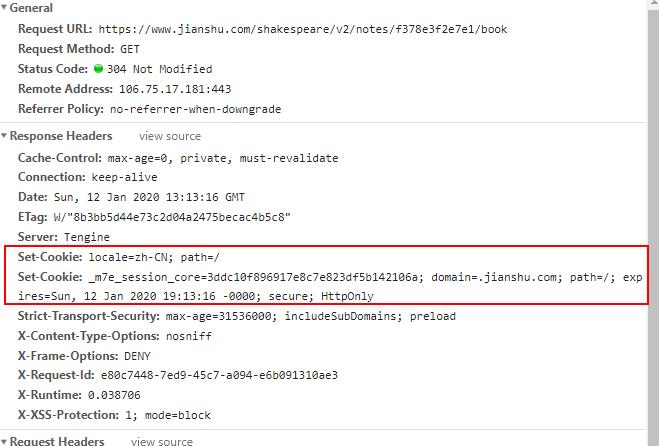 General
Request URL: https://www.jianshu.com/shakespeare/v2/notes/f378e3f2e7e1/book
Request Method: GET
Status Code: 304 Not Modified
Remote Address: 106.75.17.181:443
Referrer Policy: no-referrer-when-downgrade
Response Headers view source
Cache-Control: max-age=0, private, must-revalidate
Connection: keep-alive
Date: Sun, 12 Jan 2020 13:13:16 GMT
ETag: W/"8b3bb5d44e73c2d04a2475becac4b5c8"
Server: Tengine
Set-Cookie: locale=zh-CN; path=/
Set-Cookie: _m7e_session_core=3ddc10f896917e8c7e823df5b142106a; domain=.jianshu.com; path=/; exp
ires=Sun, 12 Jan 2020 19:13:16 -0000; secure; HttpOnly
Strict-Transport-Security: max-age=31536000; includeSubDomains; preload
X-Content-Type-Options: nosniff
X-Frame-Options: DENY
X-Request-Id: e80c7448-7ed9-45c7-a094-e6b091310ae3
X-Runtime: 0.038706
X-XSS-Protection: 1; mode=block
Request Headers view source